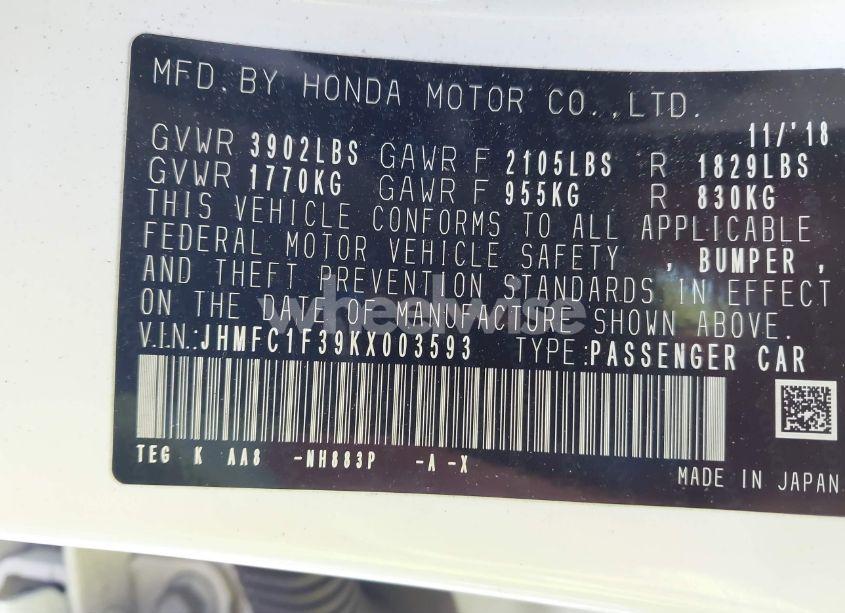 MFD. BY HONDA MOTOR CO., LTD.
11/'18
GVWR 3902LBS GAWR F 2105LBS R 1829LBS
GVWR 1770KG GAWR F 955KG R 830KG
THIS VEHICLE CONFORMS TO ALL APPLICABLE
FEDERAL MOTOR VEHICLE SAFETY , BUMPER ,
AND THEFT PREVENTION STANDARDS IN EFFECT
ON THE DATE OF MANUFACTURE SHOWN ABOVE.
wheelwise
V.I.N.:JHMFC1F39KX003593 TYPE:PASSENGER CAR
TEG K AA8 -NH883P -A -X
MADE IN JAPAN